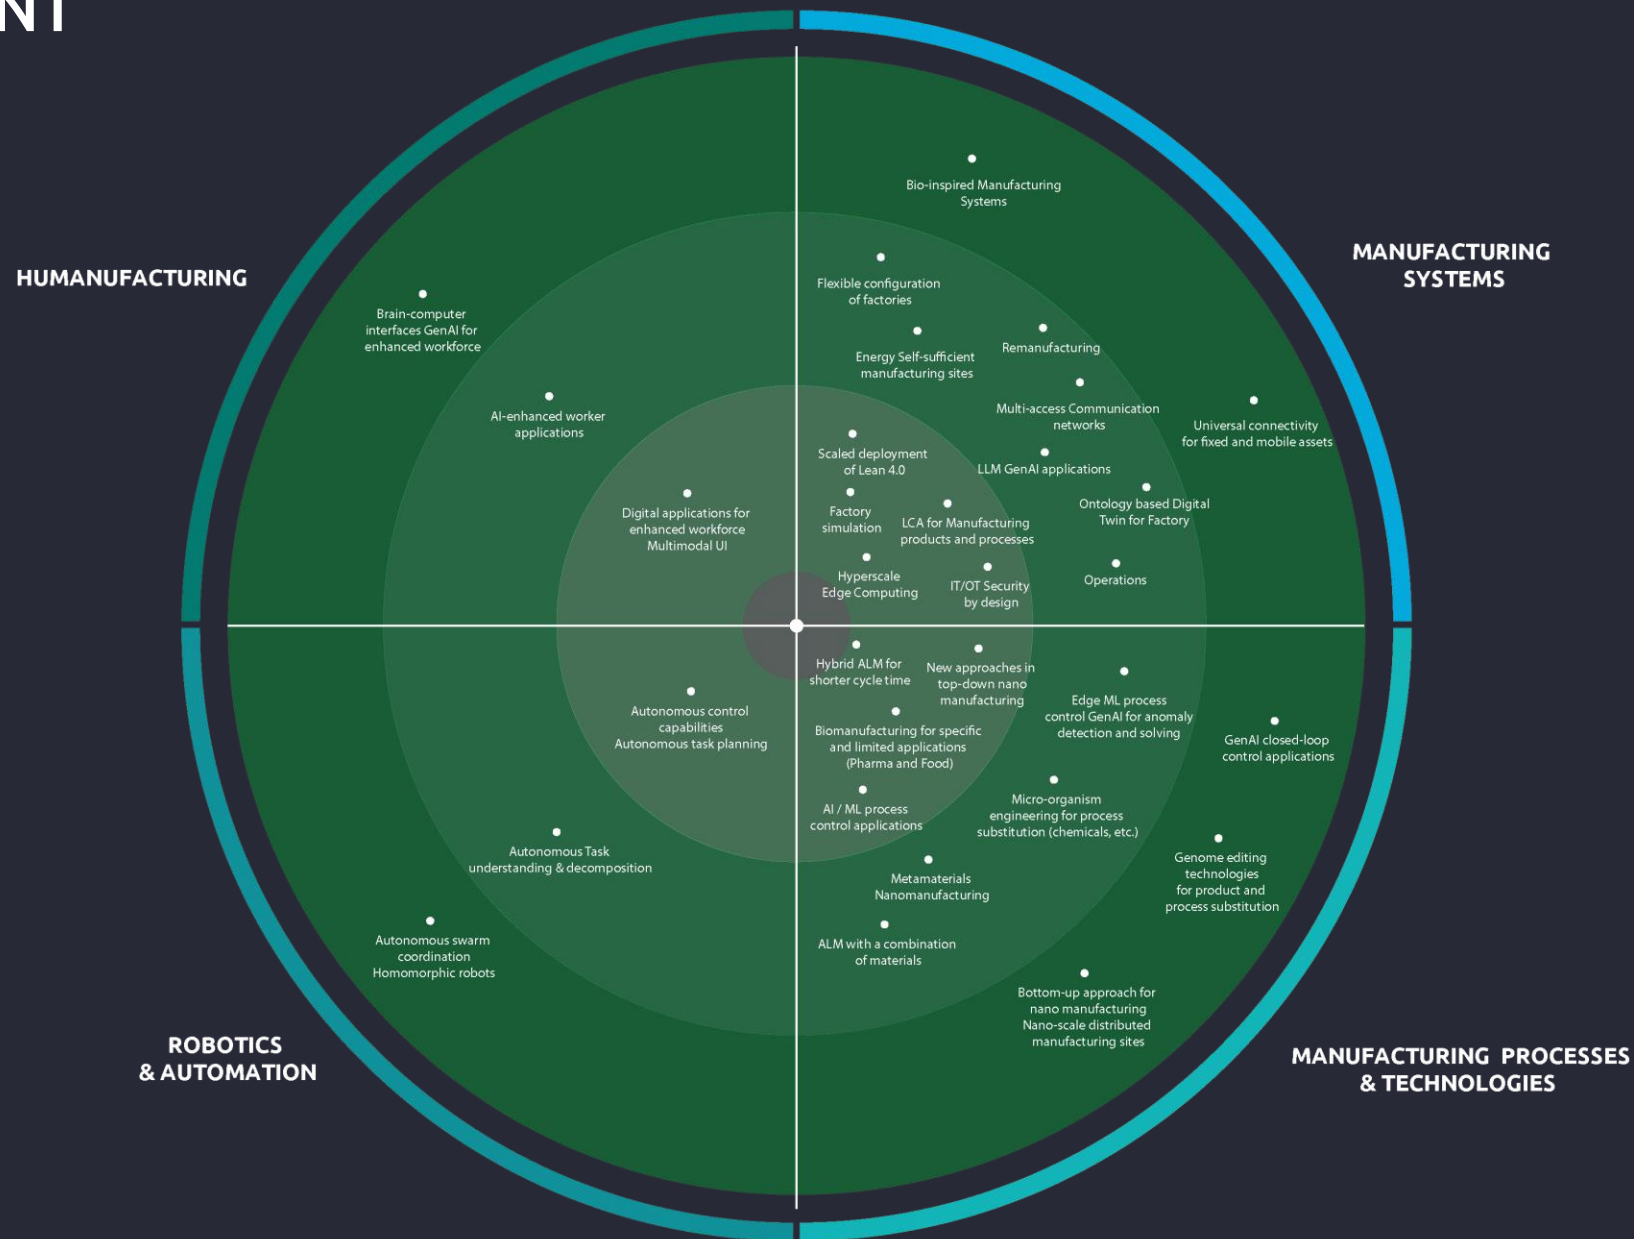 HUMANUFACTURING
Brain-computer
interfaces GenAI for
enhanced workforce
AI-enhanced worker
applications
Digital applications for
enhanced workforce
Multimodal UI
MANUFACTURING
SYSTEMS
Bio-inspired Manufacturing
Systems
Flexible configuration
of factories
Energy Self-sufficient
manufacturing sites
Remanufacturing
Multi-access Communication
networks
Universal connectivity
for fixed and mobile assets
Scaled deployment
of Lean 4.0
LLM GenAI applications
Factory
simulation
LCA for Manufacturing
products and processes
Ontology based Digital
Twin for Factory
Hyperscale
Edge Computing
IT/OT Security
by design
Operations
ROBOTICS
& AUTOMATION
Autonomous control
capabilities
Autonomous task planning
Autonomous Task
understanding & decomposition
Autonomous swarm
coordination
Homomorphic robots
MANUFACTURING PROCESSES
& TECHNOLOGIES
Hybrid ALM for
shorter cycle time
New approaches in
top-down nano
manufacturing
Edge ML process
control GenAI for anomaly
detection and solving
GenAI closed-loop
control applications
Biomanufacturing for specific
and limited applications
(Pharma and Food)
AI / ML process
control applications
Micro-organism
engineering for process
substitution (chemicals, etc.)
Genome editing
technologies
for product and
process substitution
Metamaterials
Nanomanufacturing
ALM with a combination
of materials
Bottom-up approach for
nano manufacturing
Nano-scale distributed
manufacturing sites